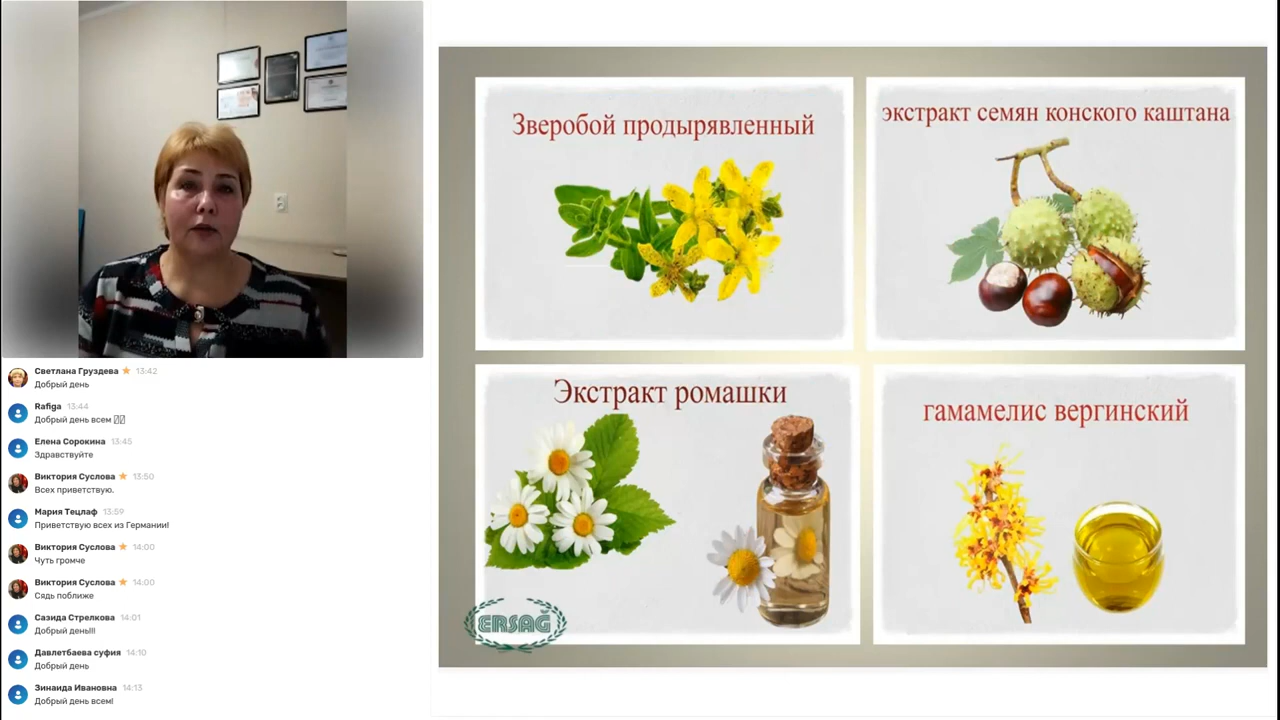 Светлана Груздева 13:42
Добрый день
Rafiga 13:44
Добрый день всем
Елена Сорокина 13:45
Здравствуйте
Виктория Суслова 13:50
Всех приветствую.
Мария Тецлаф 13:59
Приветствую всех из Германии!
Виктория Суслова 14:00
Чуть громче
Виктория Суслова 14:00
Сядь поближе
Сазида Стрелкова 14:01
Добрый день!!!
Давлетбаева суфия 14:10
Добрый день
Зинаида Ивановна 14:13
Добрый день всем!
Зверобой продырявленный
экстракт семян конского каштана
Экстракт ромашки
гамамелис вергинский
ERSAĞ